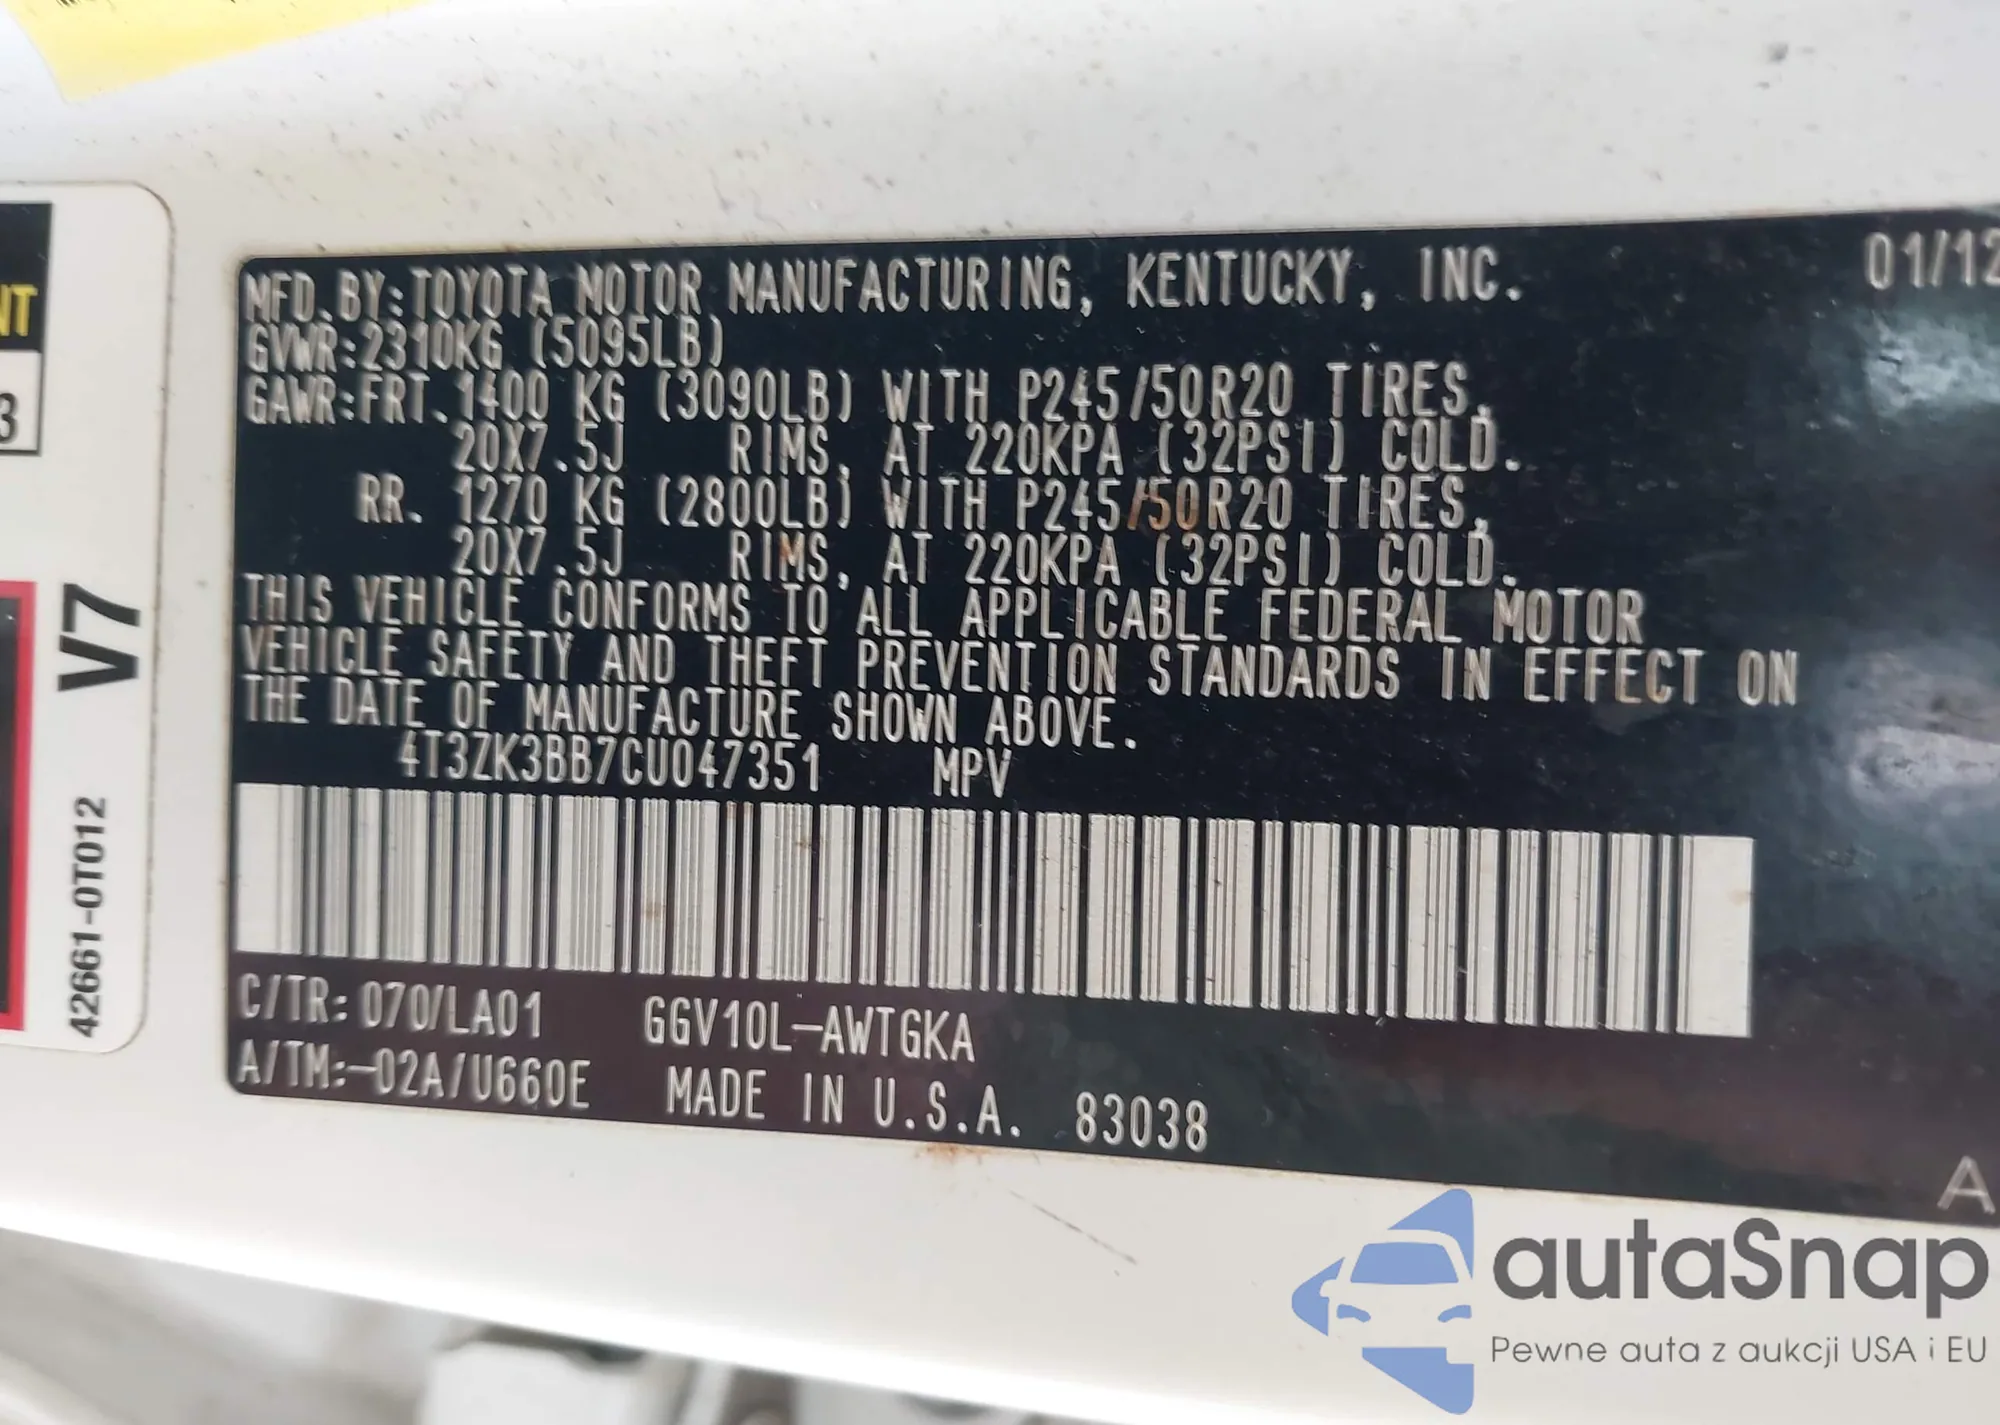 MFD. BY: TOYOTA MOTOR MANUFACTURING, KENTUCKY, INC. 01/12
GVWR: 2310KG (5095LB)
GAWR: FRT. 1400 KG (3090LB) WITH P245/50R20 TIRES,
20X7.5J RIMS, AT 220KPA (32PSI) COLD.
RR. 1270 KG (2800LB) WITH P245/50R20 TIRES,
20X7.5J RIMS, AT 220KPA (32PSI) COLD.
THIS VEHICLE CONFORMS TO ALL APPLICABLE FEDERAL MOTOR
VEHICLE SAFETY AND THEFT PREVENTION STANDARDS IN EFFECT ON
THE DATE OF MANUFACTURE SHOWN ABOVE.
4T3ZK3BB7CU047351 MPV
C/TR: 070/LA01 GGV10L-AWTGKA
A/TM:-02A/U660E MADE IN U.S.A. 83038
A
NT
3
V7
42661-0T012
autaSnap
Pewne auta z aukcji USA i EU